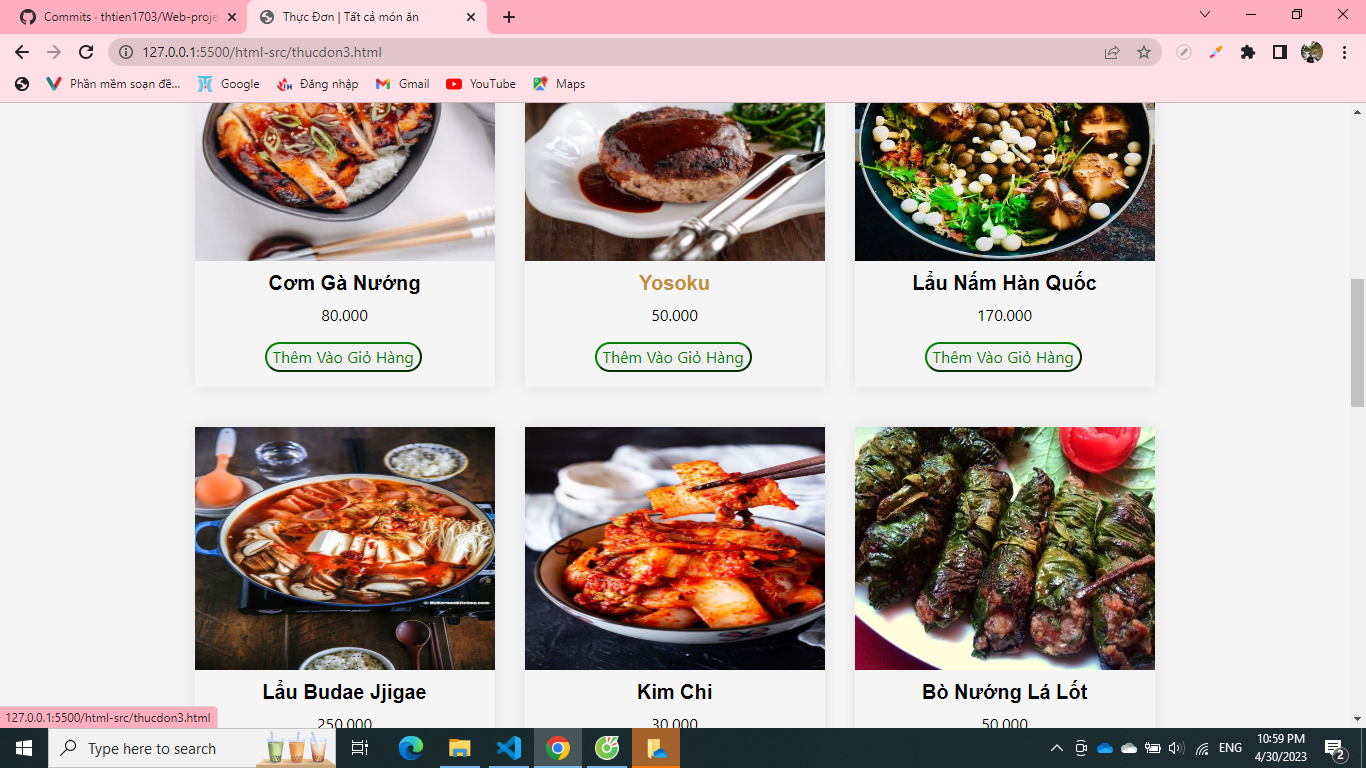 Commits · thtien1703/Web-proje
Thực Đơn | Tất cả món ăn
127.0.0.1:5500/html-src/thucdon3.html
Phần mềm soạn đề...
Google
Đăng nhập
Gmail
YouTube
Maps
Cơm Gà Nướng
Yosoku
Lẩu Nấm Hàn Quốc
80.000
50.000
170.000
Thêm Vào Giỏ Hàng
Thêm Vào Giỏ Hàng
Thêm Vào Giỏ Hàng
MyKoreanKitchen.com
Lẩu Budae Jjigae
Kim Chi
Bò Nướng Lá Lốt
250.000
30.000
50.000
127.0.0.1:5500/html-src/thucdon3.html
Type here to search
ENG
10:59 PM
4/30/2023
2